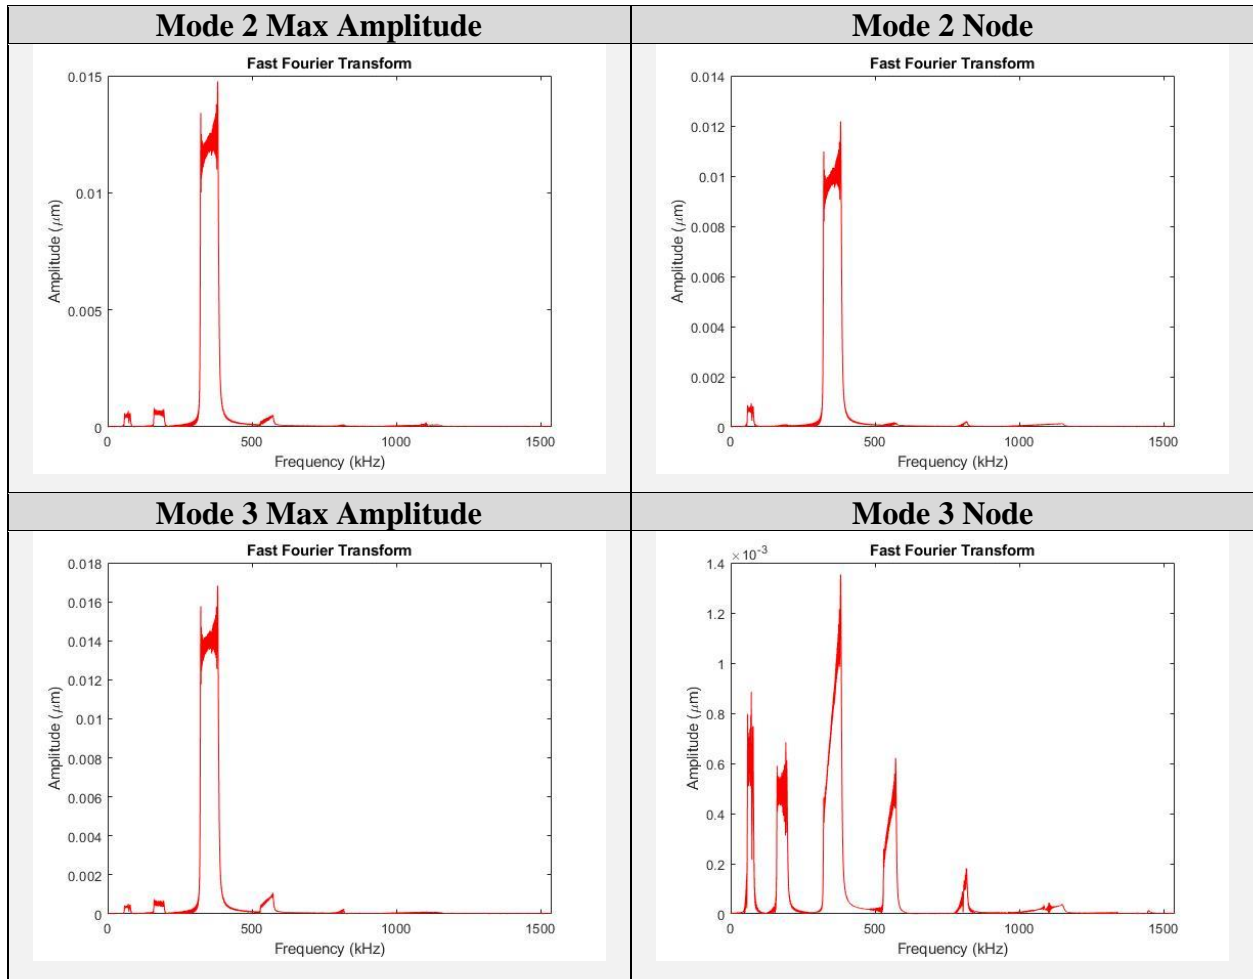 Mode 2 Max Amplitude
Fast Fourier Transform
0.015
0.01
0.005
0
Amplitude (μm)
0 500 1000 1500
Frequency (kHz)
Mode 2 Node
Fast Fourier Transform
0.014
0.012
0.01
0.008
0.006
0.004
0.002
0
Amplitude (μm)
0 500 1000 1500
Frequency (kHz)
Mode 3 Max Amplitude
Fast Fourier Transform
0.018
0.016
0.014
0.012
0.01
0.008
0.006
0.004
0.002
0
Amplitude (μm)
0 500 1000 1500
Frequency (kHz)
Mode 3 Node
Fast Fourier Transform
×10⁻³
1.4
1.2
1
0.8
0.6
0.4
0.2
0
Amplitude (μm)
0 500 1000 1500
Frequency (kHz)